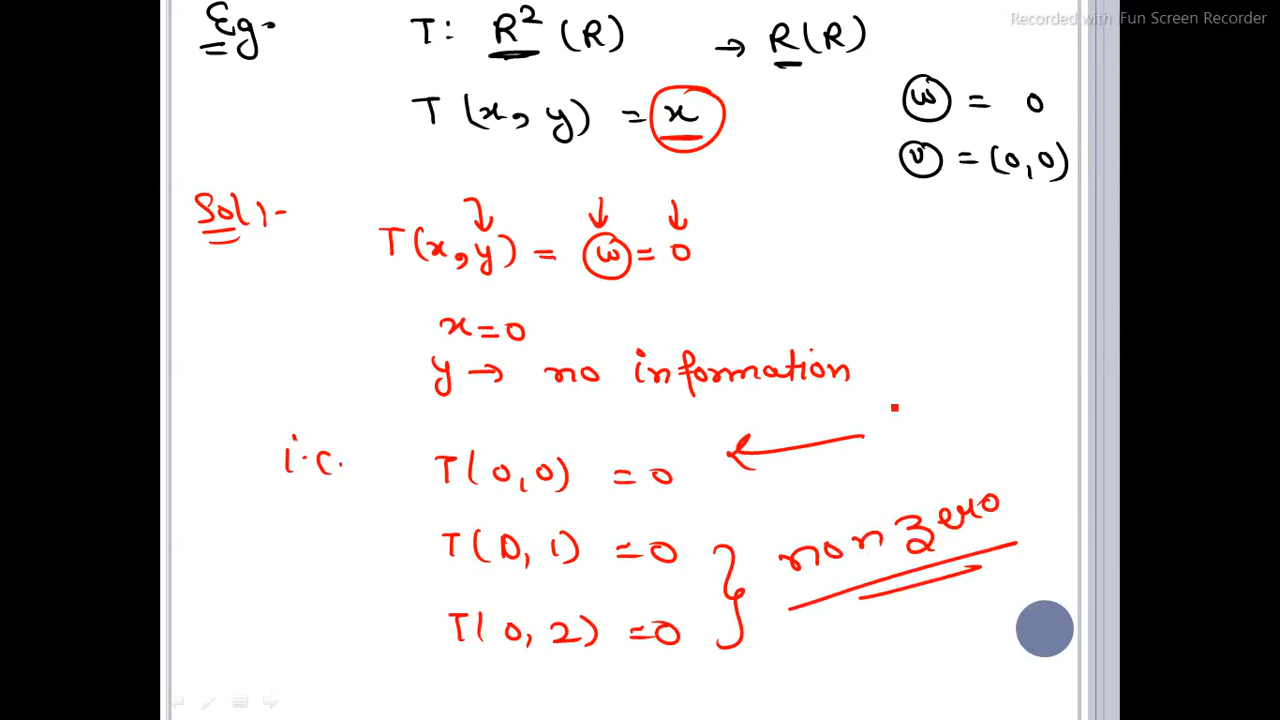 Recorded with Fun Screen Recorder
Eg- T: R² (R) → R(R)
T (x, y) = x
w = 0
v = (0,0)
Sol:-
T(x,y) = w = 0
x=0
y → no information
i.e. T(0,0) = 0
T(0,1) = 0
T(0,2) = 0
non zero